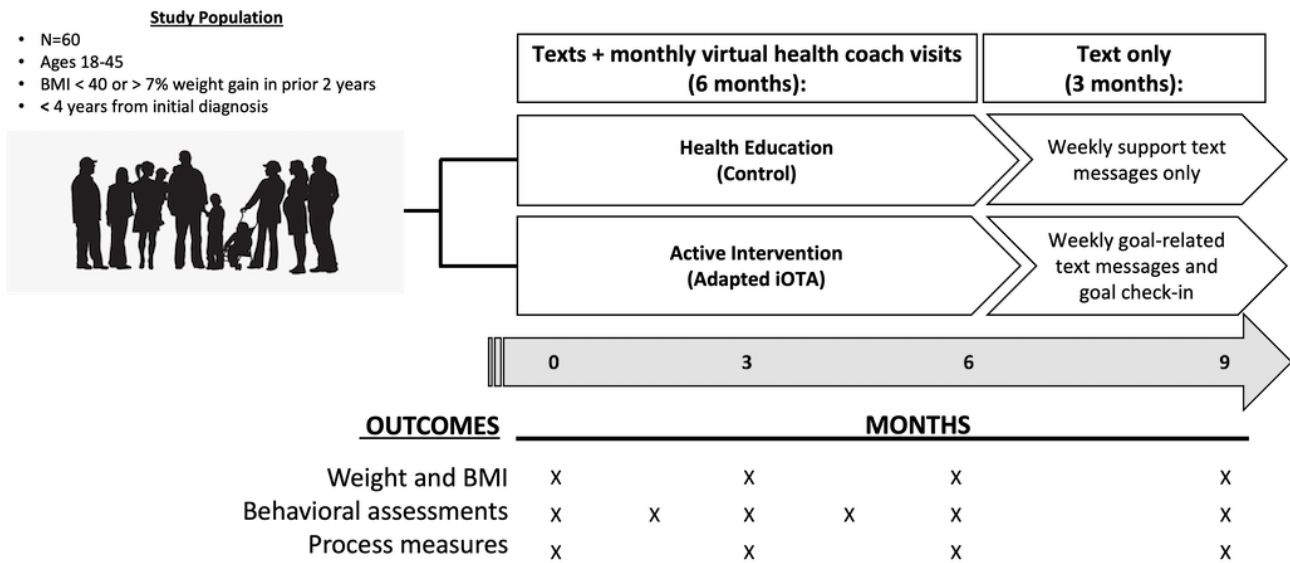 Study Population
• N=60
• Ages 18-45
• BMI < 40 or > 7% weight gain in prior 2 years
• < 4 years from initial diagnosis
Texts + monthly virtual health coach visits
(6 months):
Text only
(3 months):
Health Education
(Control)
Weekly support text
messages only
Active Intervention
(Adapted iOTA)
Weekly goal-related
text messages and
goal check-in
0 3 6 9
OUTCOMES MONTHS
Weight and BMI X X X X
Behavioral assessments X X X X X X
Process measures X X X X